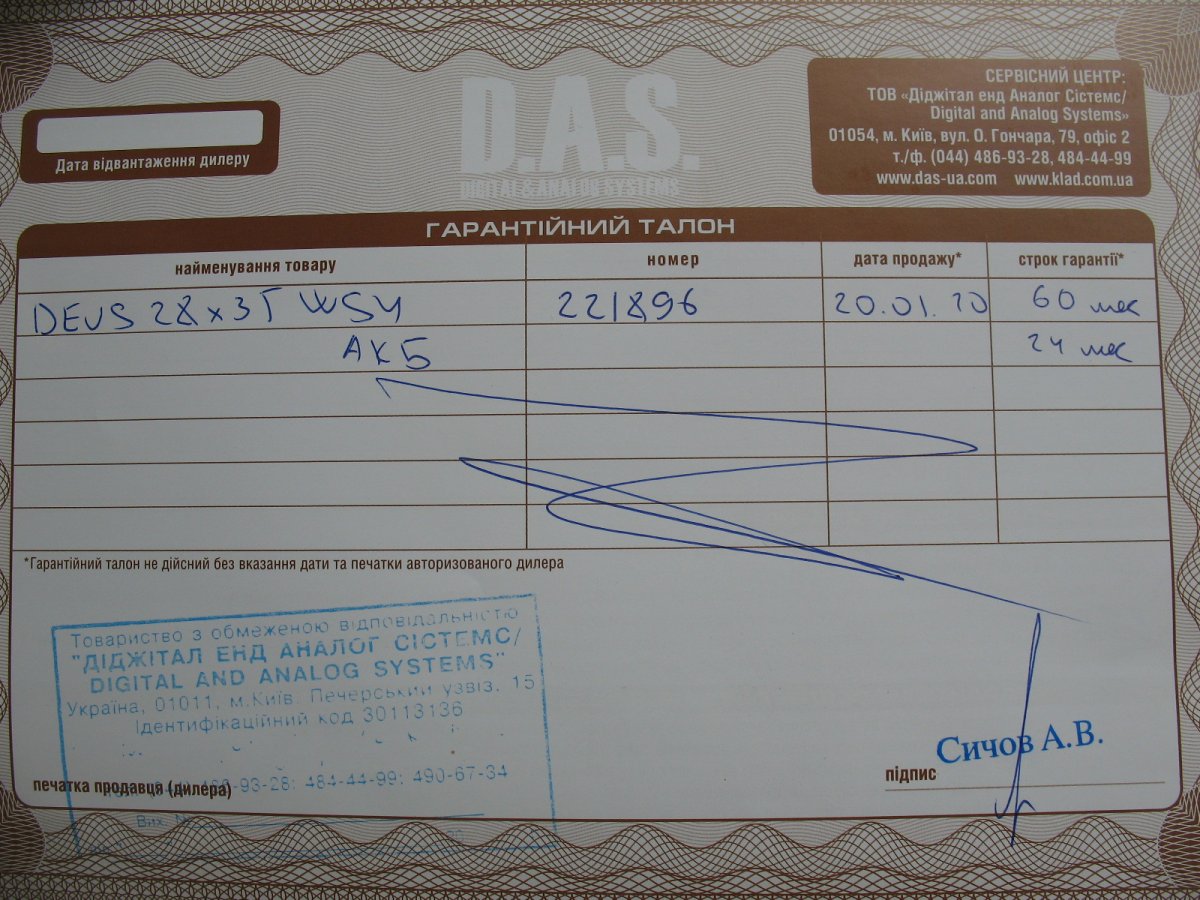 D.A.S.
DIGITAL & ANALOG SYSTEMS
Дата відвантаження дилеру
СЕРВІСНИЙ ЦЕНТР:
ТОВ «Діджітал енд Аналог Сістемс/
Digital and Analog Systems»
01054, м. Київ, вул. О. Гончара, 79, офіс 2
т./ф. (044) 486-93-28, 484-44-99
www.das-ua.com www.klad.com.ua
ГАРАНТІЙНИЙ ТАЛОН
найменування товару номер дата продажу* строк гарантії*
DEUS 28x35 WS4 221896 20.01.10 60 мес
АКБ 24 мес
*Гарантійний талон не дійсний без вказання дати та печатки авторизованого дилера
Товариство з обмеженою відповідальністю
"ДІДЖІТАЛ ЕНД АНАЛОГ СІСТЕМС/
DIGITAL AND ANALOG SYSTEMS"
Україна, 01011, м.Київ, Печерський узвіз, 15
Ідентифікаційний код 30113136
-93-28; 484-44-99; 490-67-34
печатка продавця (дилера)
Вих. N
Сичов А.В.
підпис